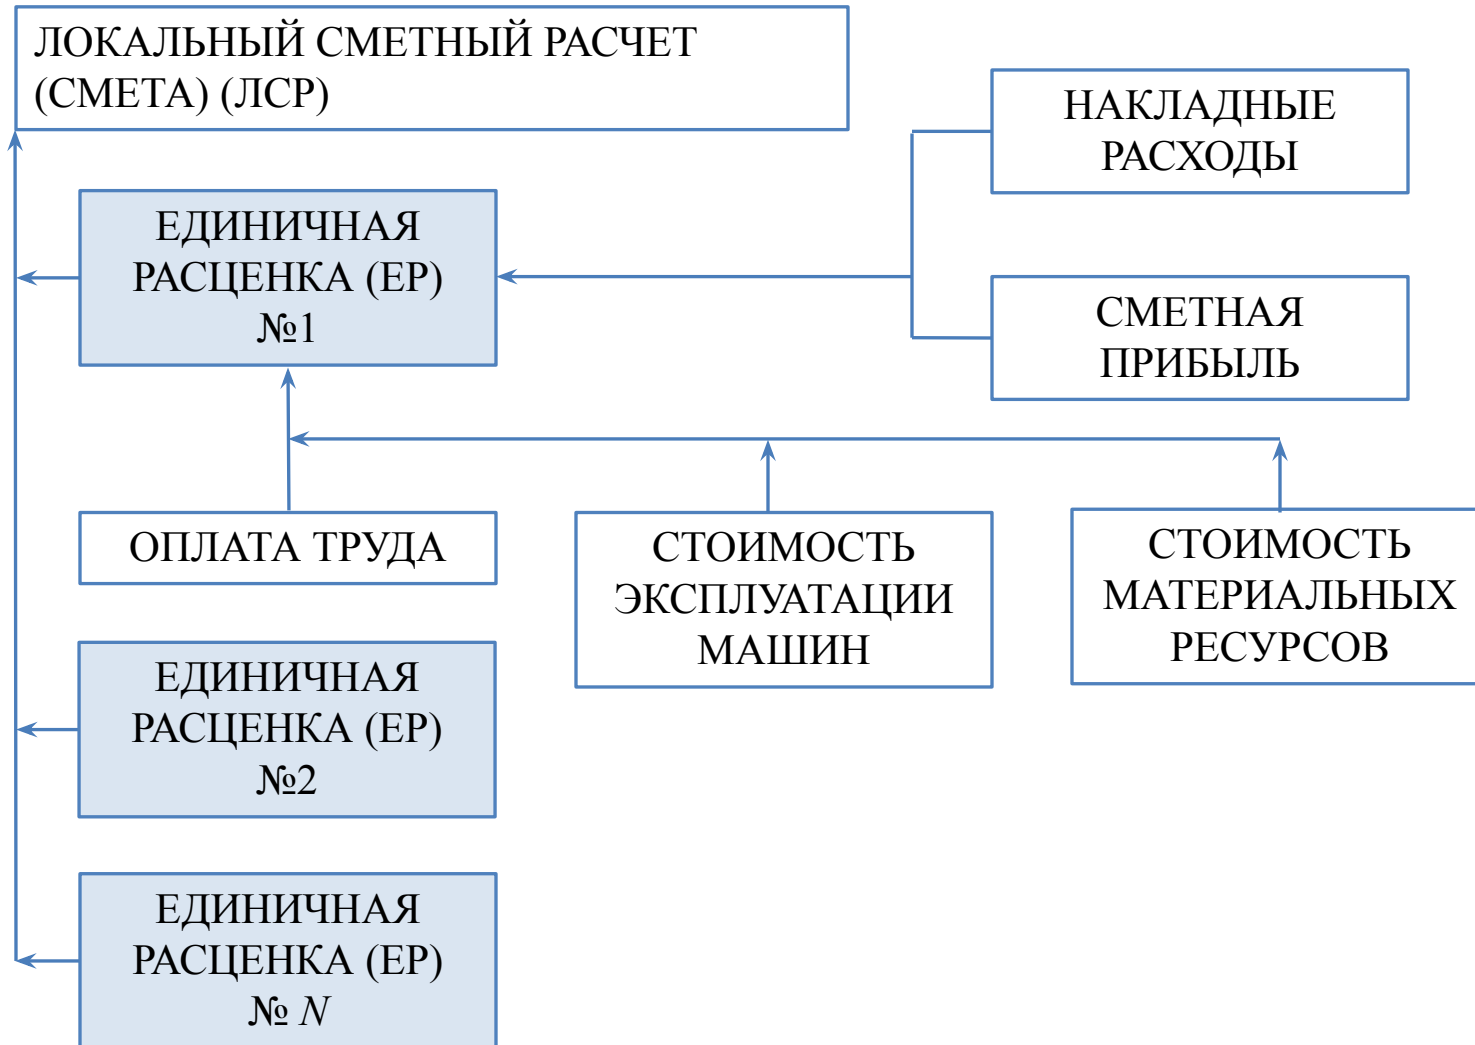 ЛОКАЛЬНЫЙ СМЕТНЫЙ РАСЧЕТ
(СМЕТА) (ЛСР)
НАКЛАДНЫЕ
РАСХОДЫ
ЕДИНИЧНАЯ
РАСЦЕНКА (ЕР)
№1
СМЕТНАЯ
ПРИБЫЛЬ
ОПЛАТА ТРУДА
СТОИМОСТЬ
ЭКСПЛУАТАЦИИ
МАШИН
СТОИМОСТЬ
МАТЕРИАЛЬНЫХ
РЕСУРСОВ
ЕДИНИЧНАЯ
РАСЦЕНКА (ЕР)
№2
ЕДИНИЧНАЯ
РАСЦЕНКА (ЕР)
№ N